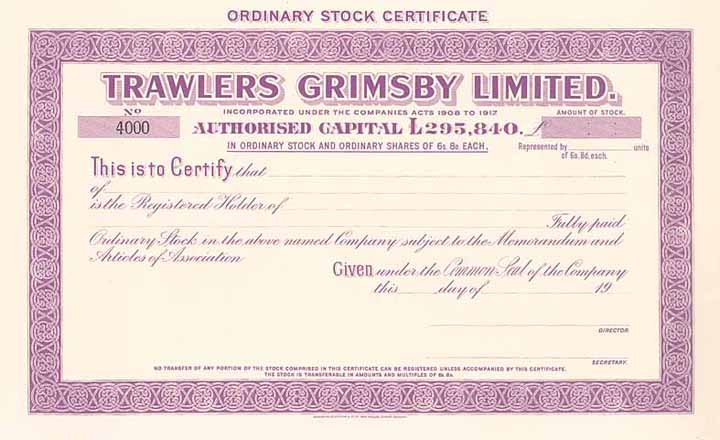 ORDINARY STOCK CERTIFICATE
TRAWLERS GRIMSBY LIMITED.
No
INCORPORATED UNDER THE COMPANIES ACTS 1908 TO 1917
AMOUNT OF STOCK.
4000
AUTHORISED CAPITAL £295,840.
£
IN ORDINARY STOCK AND ORDINARY SHARES OF 6s. 8d. EACH.
Represented by units
of 6s. 8d. each.
This is to Certify that
of
is the Registered Holder of
Fully paid
Ordinary Stock in the above named Company subject to the Memorandum and
Articles of Association
Given under the Common Seal of the Company
this day of 19
DIRECTOR.
SECRETARY.
NO TRANSFER OF ANY PORTION OF THE STOCK COMPRISED IN THIS CERTIFICATE CAN BE REGISTERED UNLESS ACCOMPANIED BY THIS CERTIFICATE.
THE STOCK IS TRANSFERABLE IN AMOUNTS AND MULTIPLES OF 6s. 8d.